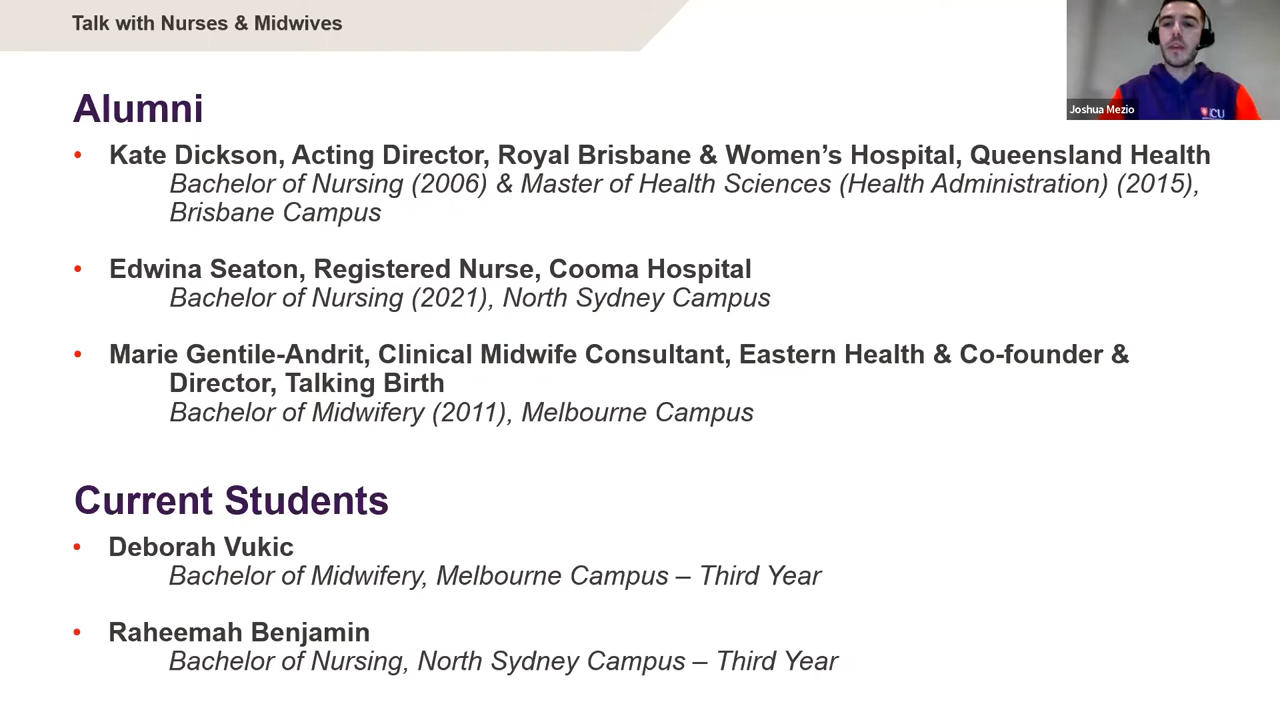 Talk with Nurses & Midwives
Joshua Mezio
CU
Alumni
• Kate Dickson, Acting Director, Royal Brisbane & Women’s Hospital, Queensland Health
Bachelor of Nursing (2006) & Master of Health Sciences (Health Administration) (2015),
Brisbane Campus
• Edwina Seaton, Registered Nurse, Cooma Hospital
Bachelor of Nursing (2021), North Sydney Campus
• Marie Gentile-Andrit, Clinical Midwife Consultant, Eastern Health & Co-founder &
Director, Talking Birth
Bachelor of Midwifery (2011), Melbourne Campus
Current Students
• Deborah Vukic
Bachelor of Midwifery, Melbourne Campus – Third Year
• Raheemah Benjamin
Bachelor of Nursing, North Sydney Campus – Third Year